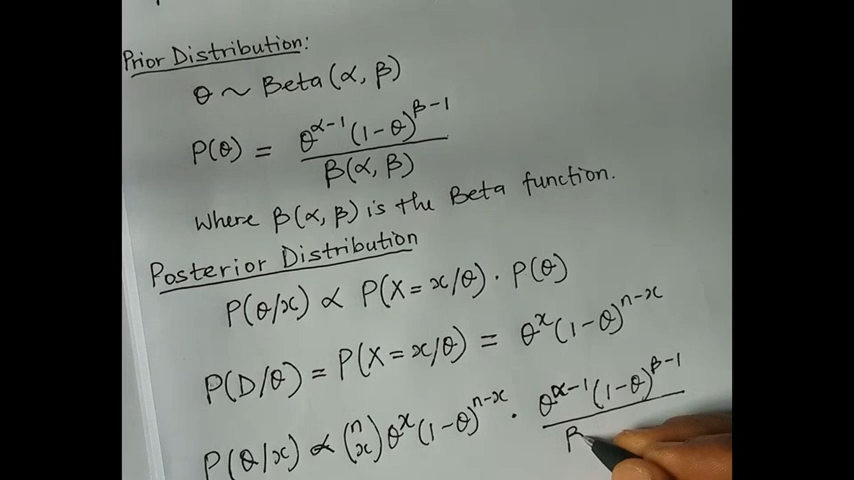 Prior Distribution:
θ ~ Beta(α, β)
P(θ) = θ^(α-1) (1-θ)^(β-1) / β(α, β)
Where β(α, β) is the Beta function.
Posterior Distribution
P(θ/x) ∝ P(X = x/θ) · P(θ)
P(D/θ) = P(X = x/θ) = θ^x (1-θ)^(n-x)
P(θ/x) ∝ (n x) θ^x (1-θ)^(n-x) · θ^(α-1) (1-θ)^(β-1) / β